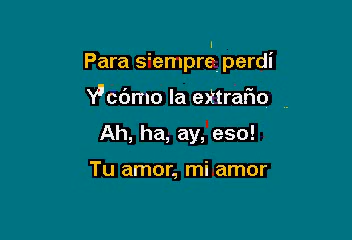 Para siempre perdí
Y cómo la extraño
Ah, ha, ay, eso!
Tu amor, mi amor